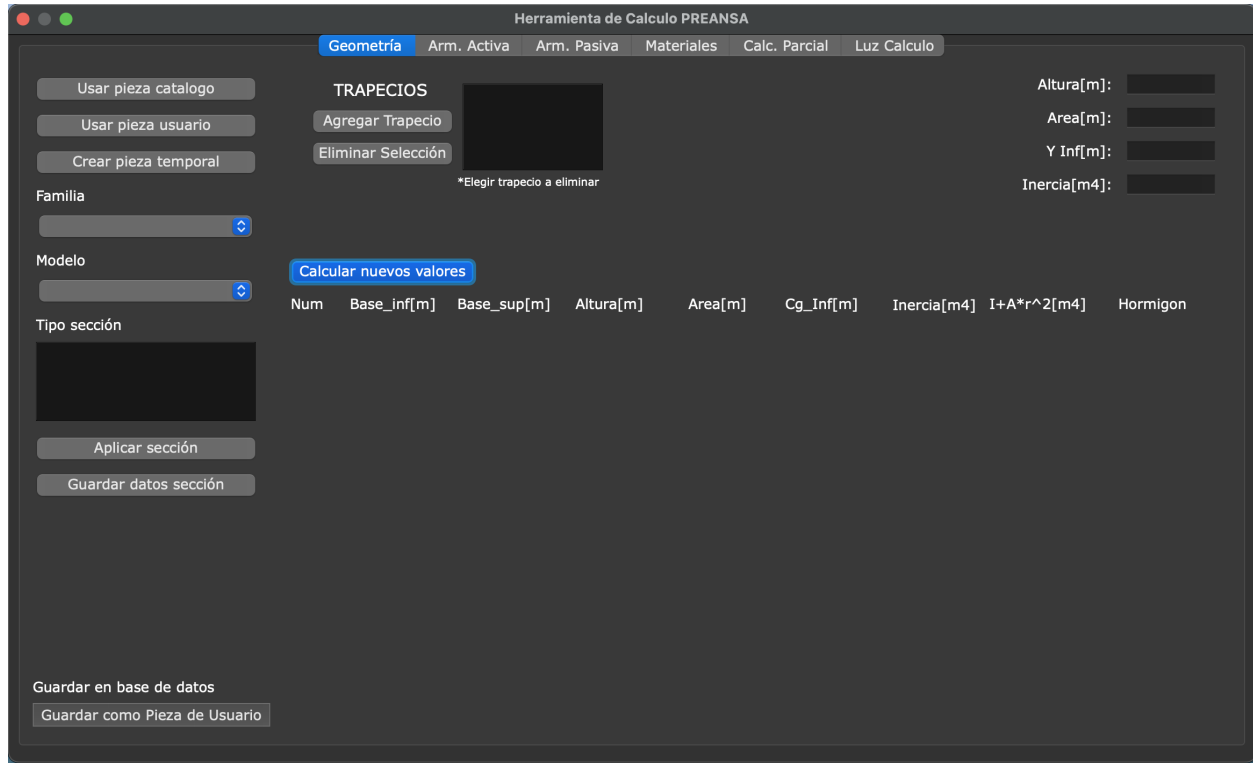 Herramienta de Calculo PREANSA
Geometría Arm. Activa Arm. Pasiva Materiales Calc. Parcial Luz Calculo
Usar pieza catalogo
Usar pieza usuario
Crear pieza temporal
Familia
Modelo
Tipo sección
Aplicar sección
Guardar datos sección
Guardar en base de datos
Guardar como Pieza de Usuario
TRAPECIOS
Agregar Trapecio
Eliminar Selección
*Elegir trapecio a eliminar
Altura[m]:
Area[m]:
Y Inf[m]:
Inercia[m4]:
Calcular nuevos valores
Num Base_inf[m] Base_sup[m] Altura[m] Area[m] Cg_Inf[m] Inercia[m4] I+A*r^2[m4] Hormigon